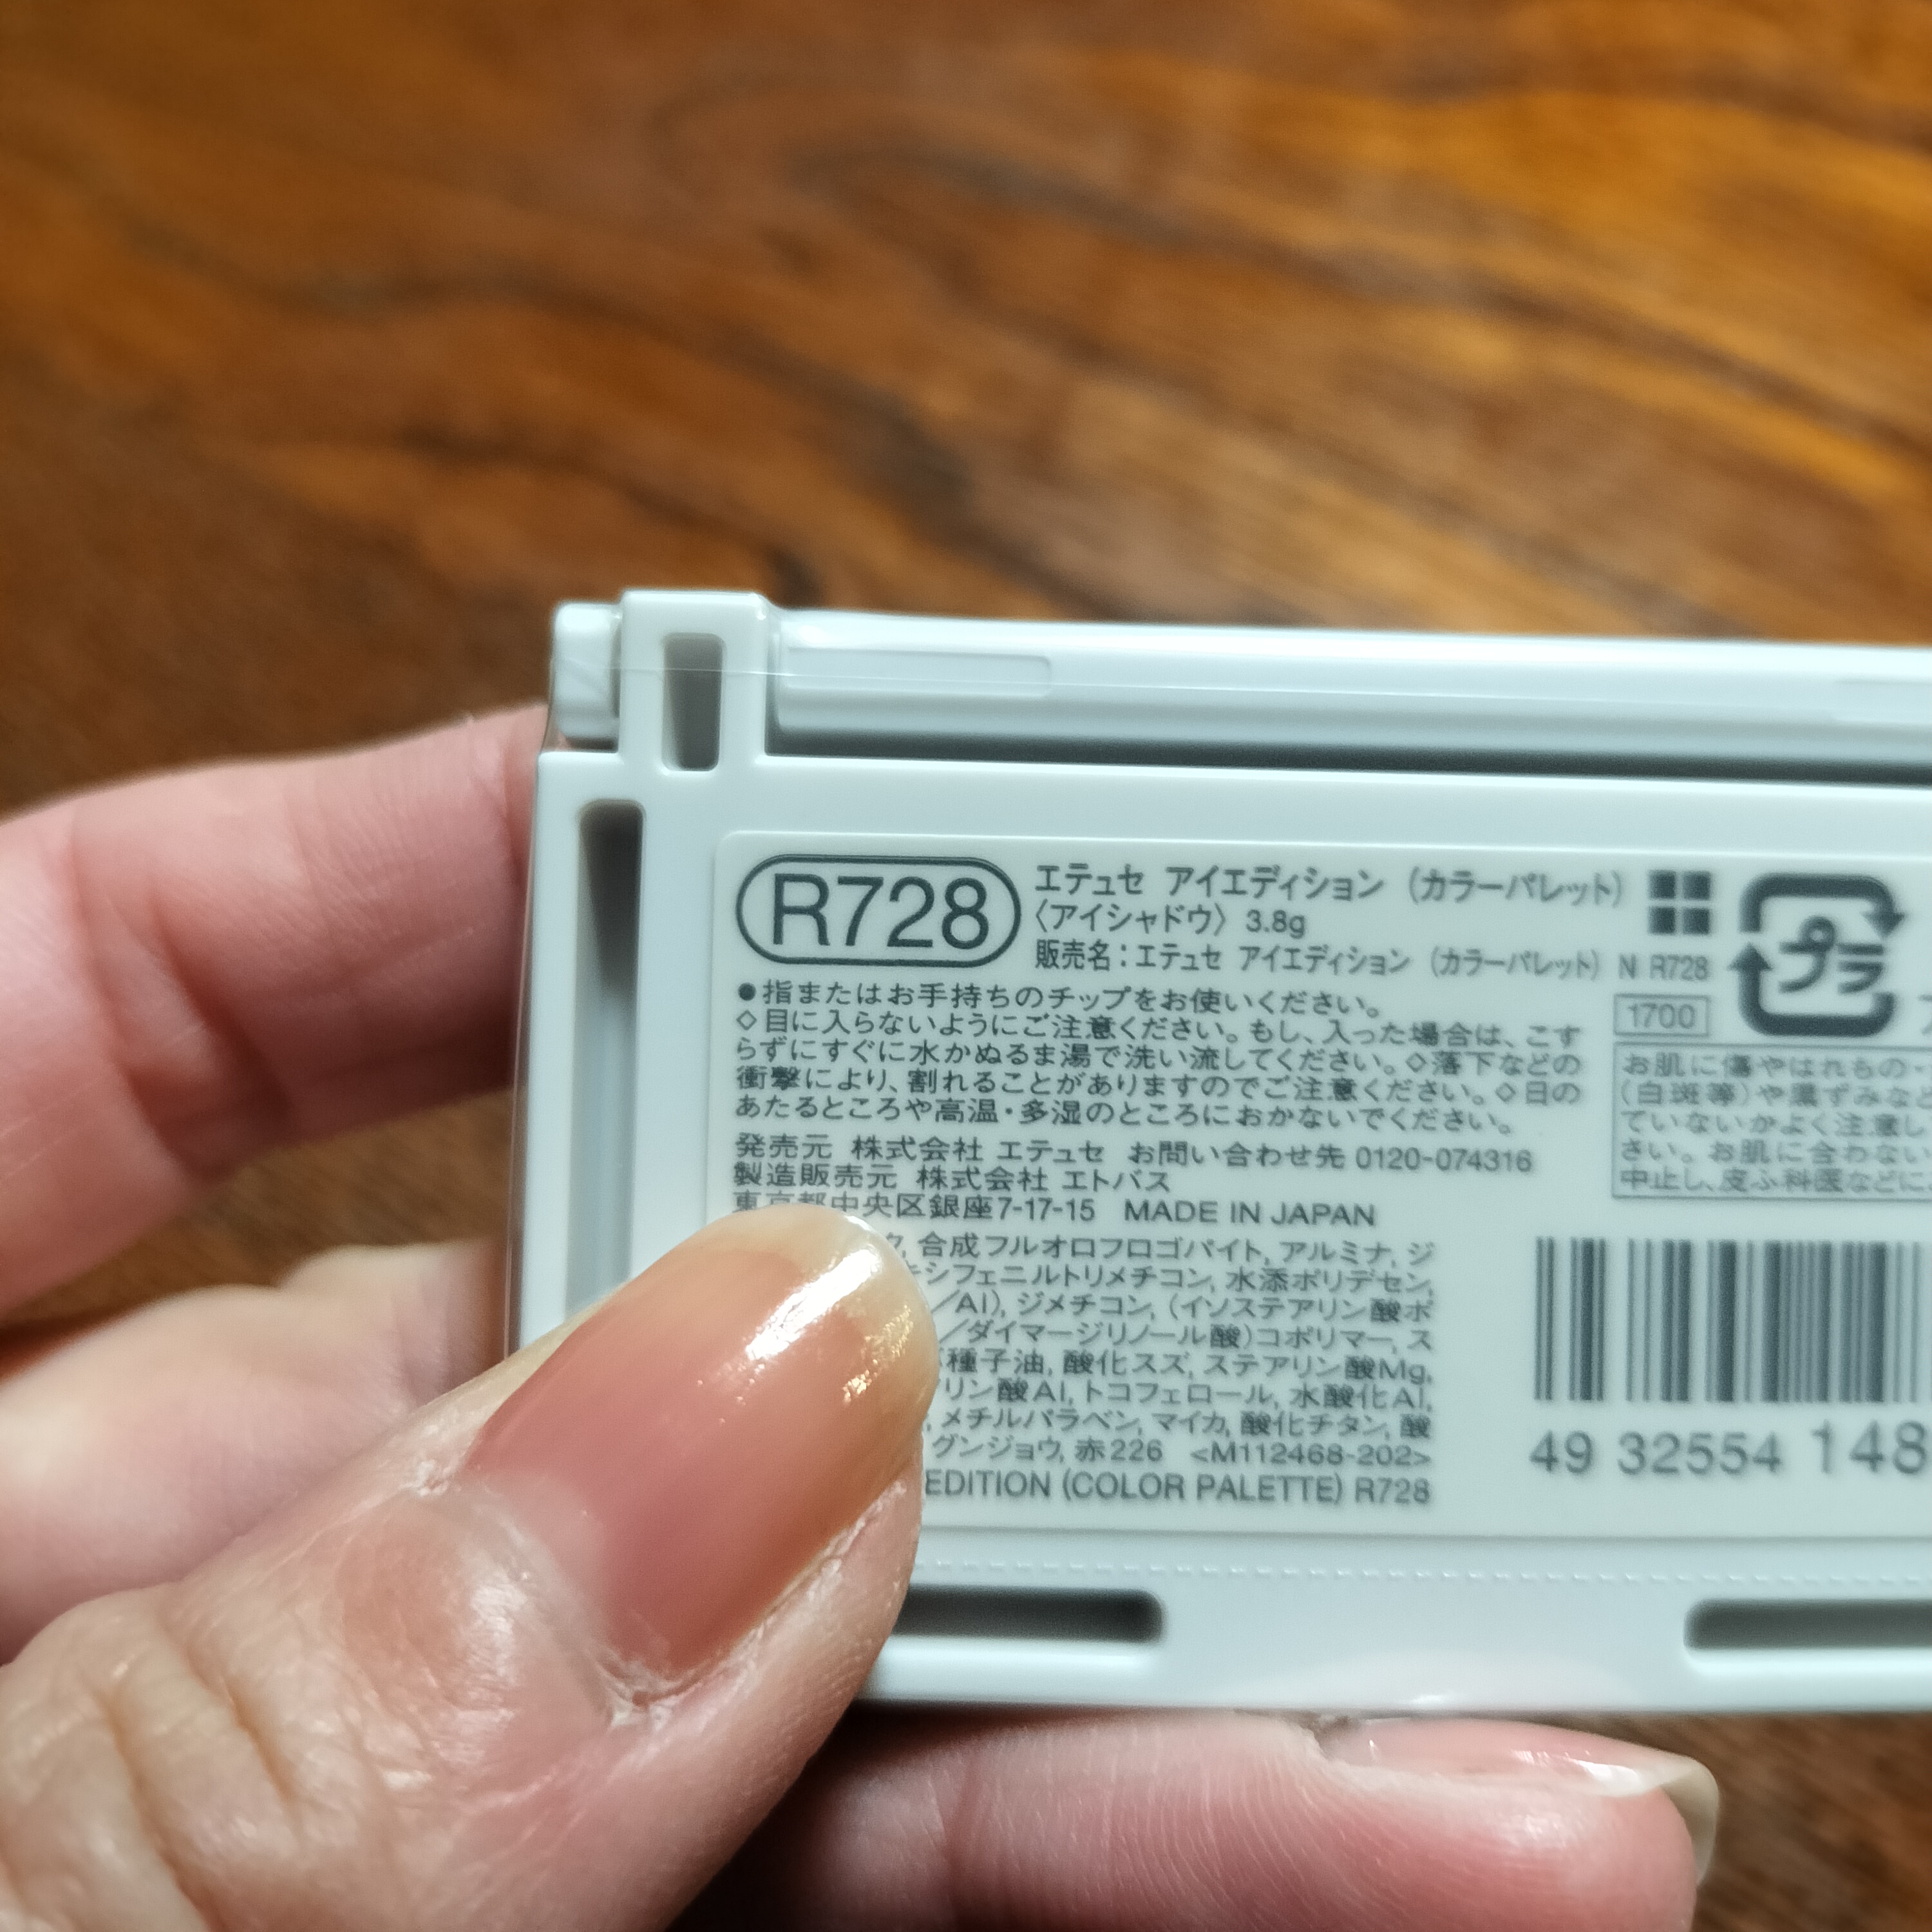 R728
エテュセ アイエディション (カラーパレット)
〈アイシャドウ〉 3.8g
販売名:エテュセ アイエディション (カラーパレット) N R728
プラ
1700
●指またはお手持ちのチップをお使いください。
◇目に入らないようにご注意ください。もし、入った場合は、こす
らずにすぐに水かぬるま湯で洗い流してください。◇落下などの
衝撃により、割れることがありますのでご注意ください。◇日の
あたるところや高温・多湿のところにおかないでください。
発売元 株式会社 エテュセ お問い合わせ先 0120-074316
製造販売元 株式会社 エトバス
東京都中央区銀座7-17-15 MADE IN JAPAN
ク, 合成フルオロフロゴパイト, アルミナ, ジ
キシフェニルトリメチコン, 水添ポリデセン,
/Al), ジメチコン, (イソステアリン酸ポ
/ダイマージリノール酸)コポリマー, ス
種子油, 酸化スズ, ステアリン酸Mg,
リン酸Al, トコフェロール, 水酸化Al,
, メチルパラベン, マイカ, 酸化チタン, 酸
グンジョウ, 赤226 <M112468-202>
EDITION (COLOR PALETTE) R728
お肌に傷やはれもの・
(白斑等)や濃ずみなど
ていないかよく注意し
さい。お肌に合わない
中止し、皮ふ科医などに
49 32554 148